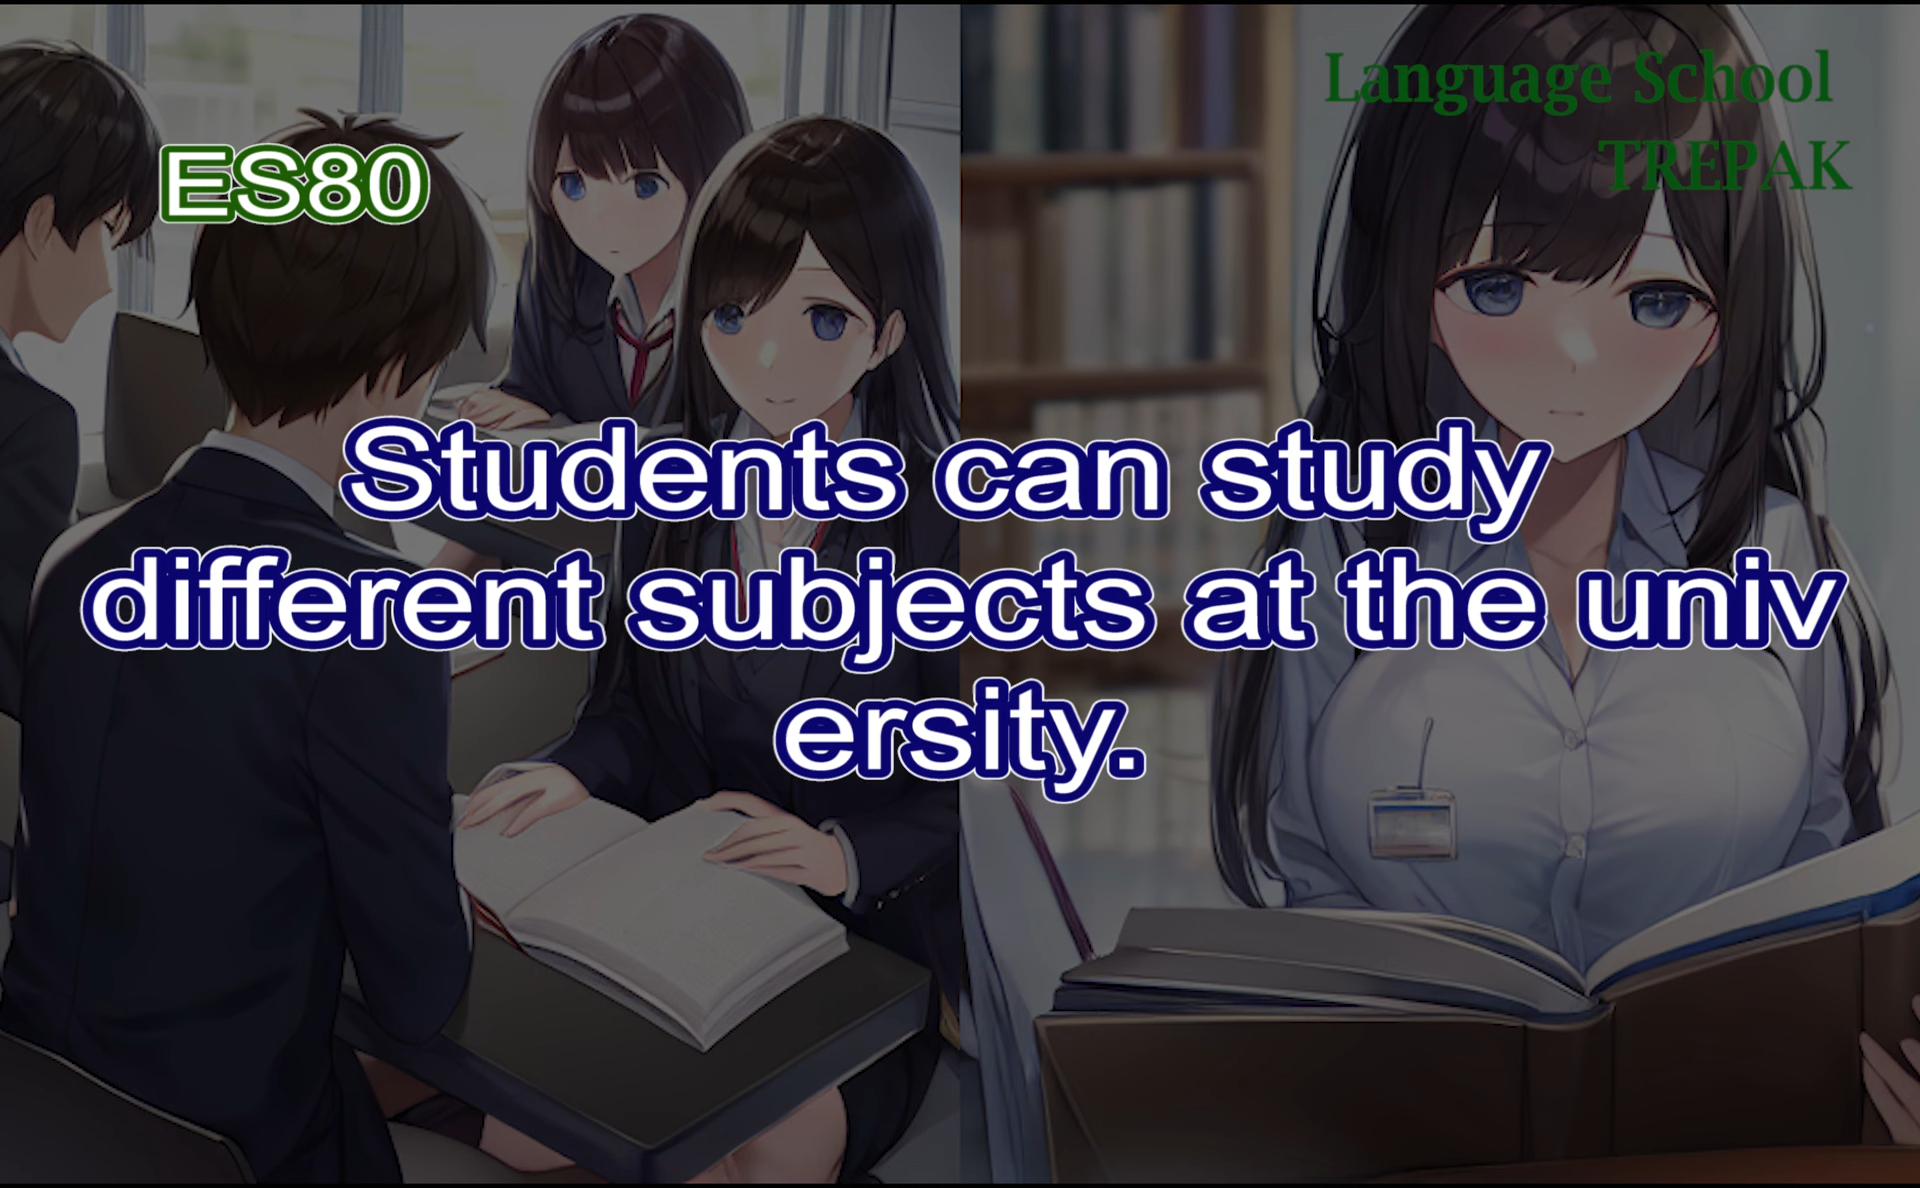 Language School
TREPAK
ES80
Students can study
different subjects at the univ
ersity.